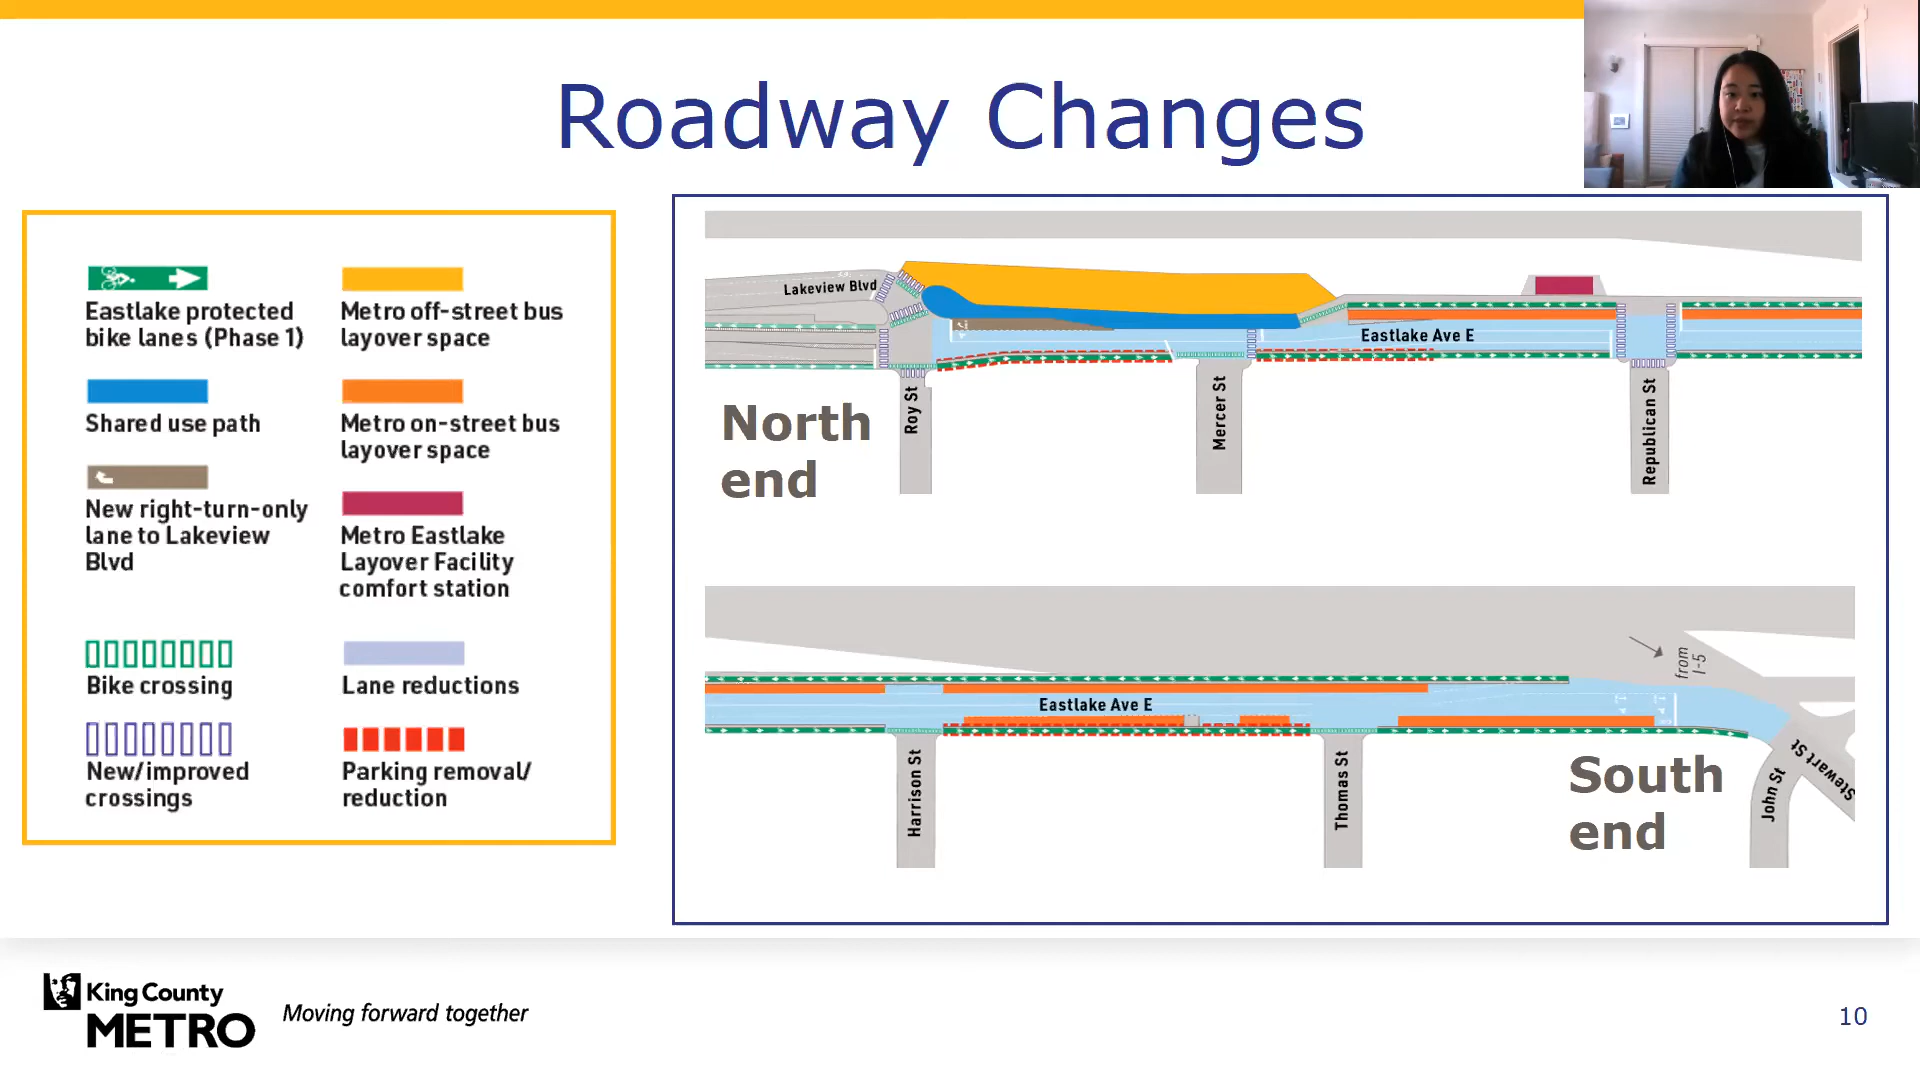 Roadway Changes
Eastlake protected
bike lanes (Phase 1)
Shared use path
New right-turn-only
lane to Lakeview
Blvd
Bike crossing
New/improved
crossings
Metro off-street bus
layover space
Metro on-street bus
layover space
Metro Eastlake
Layover Facility
comfort station
Lane reductions
Parking removal/
reduction
Lakeview Blvd
Eastlake Ave E
Roy St
Mercer St
Republican St
North
end
from
I-5
Eastlake Ave E
Harrison St
Thomas St
John St
Stewart St
South
end
King County
METRO
Moving forward together
10